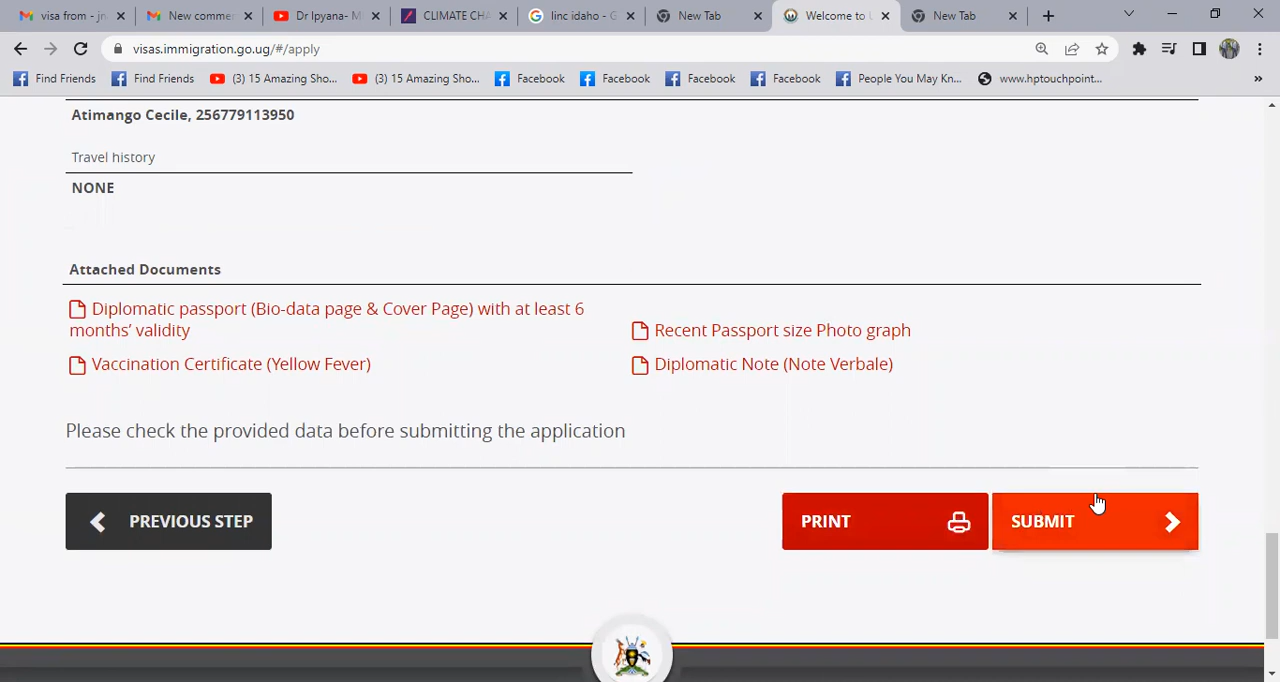 visa from - jn
New comme
Dr Ipyana- M
CLIMATE CHA
linc idaho - G
New Tab
Welcome to U
New Tab
visas.immigration.go.ug/#/apply
Find Friends
Find Friends
(3) 15 Amazing Sho...
(3) 15 Amazing Sho...
Facebook
Facebook
Facebook
Facebook
People You May Kn...
www.hptouchpoint...
Atimango Cecile, 256779113950
Travel history
NONE
Attached Documents
Diplomatic passport (Bio-data page & Cover Page) with at least 6
months’ validity
Recent Passport size Photo graph
Vaccination Certificate (Yellow Fever)
Diplomatic Note (Note Verbale)
Please check the provided data before submitting the application
PREVIOUS STEP
PRINT
SUBMIT